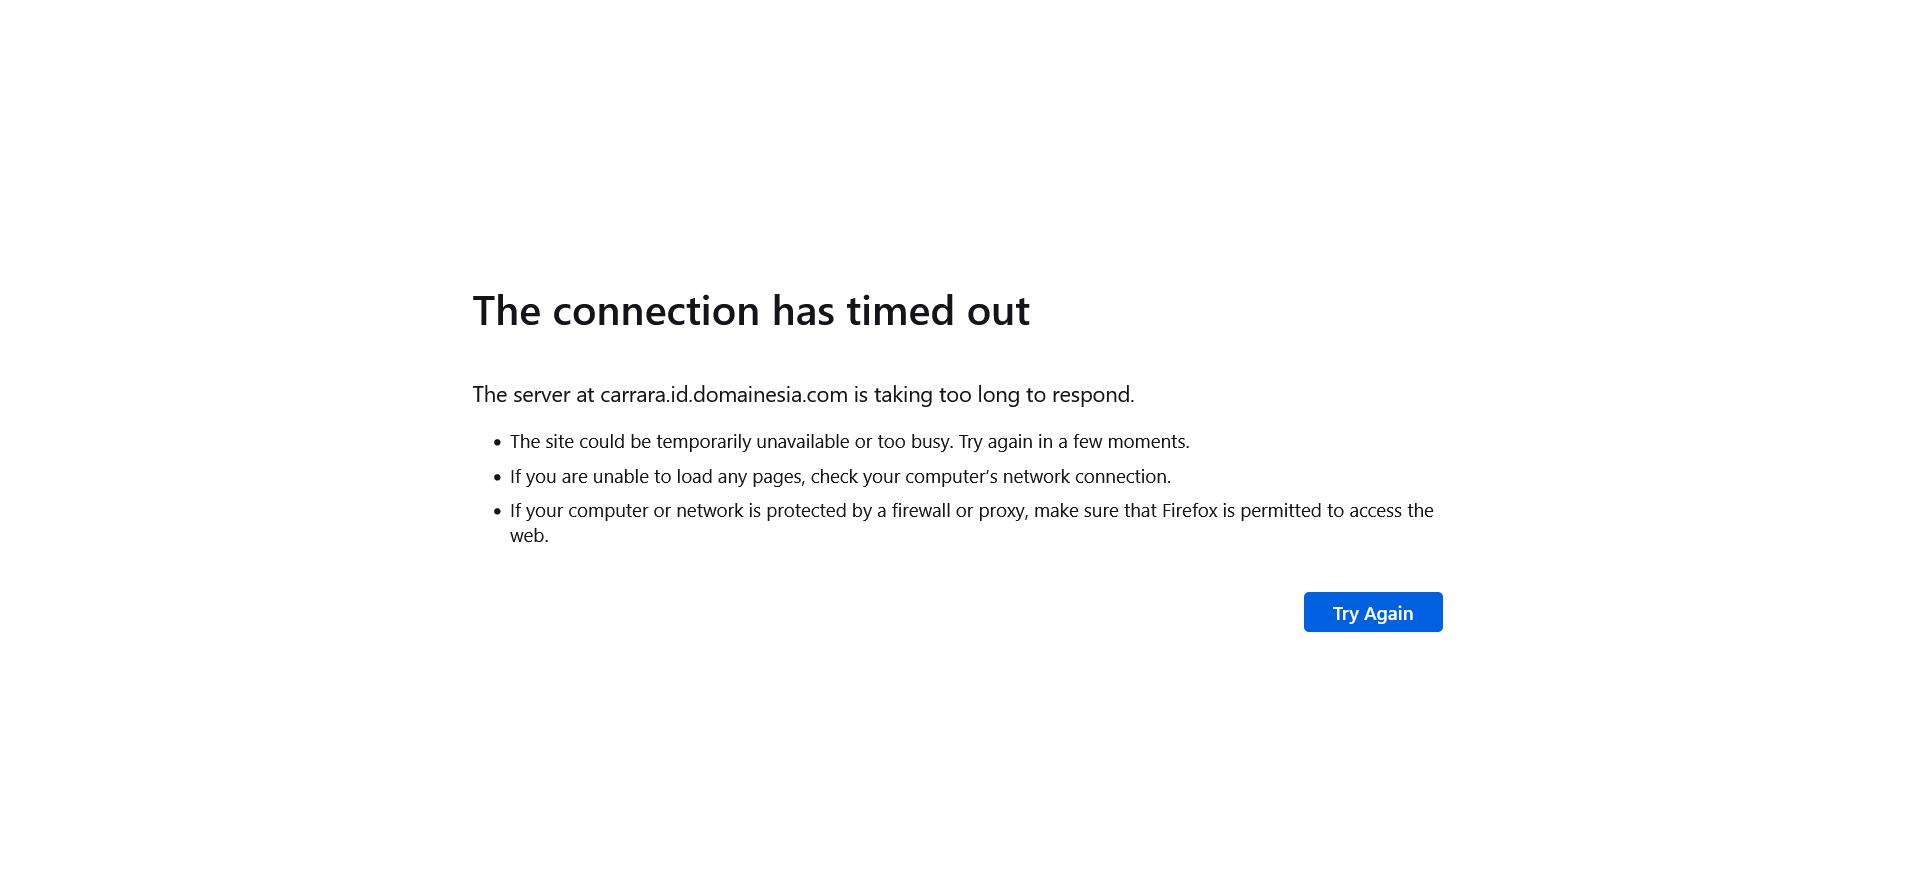 The connection has timed out
The server at carrara.id.domainesia.com is taking too long to respond.
• The site could be temporarily unavailable or too busy. Try again in a few moments.
• If you are unable to load any pages, check your computer’s network connection.
• If your computer or network is protected by a firewall or proxy, make sure that Firefox is permitted to access the
web.
Try Again